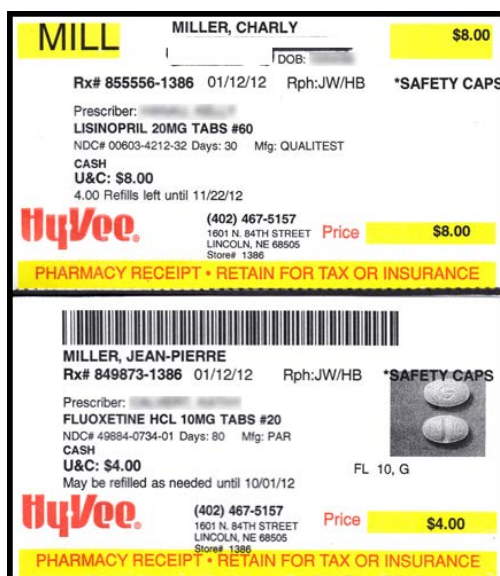 MILL MILLER, CHARLY $8.00
DOB:
Rx# 855556-1386 01/12/12 Rph:JW/HB *SAFETY CAPS
Prescriber:
LISINOPRIL 20MG TABS #60
NDC# 00603-4212-32 Days: 30 Mfg: QUALITEST
CASH
U&C: $8.00
4.00 Refills left until 11/22/12
HyVee. (402) 467-5157
1601 N. 84TH STREET Price $8.00
LINCOLN, NE 68505
Store# 1386
PHARMACY RECEIPT • RETAIN FOR TAX OR INSURANCE
MILLER, JEAN-PIERRE
Rx# 849873-1386 01/12/12 Rph:JW/HB *SAFETY CAPS
Prescriber:
FLUOXETINE HCL 10MG TABS #20
NDC# 49884-0734-01 Days: 80 Mfg: PAR
CASH
U&C: $4.00 FL 10, G
May be refilled as needed until 10/01/12
HyVee. (402) 467-5157
1601 N. 84TH STREET Price $4.00
LINCOLN, NE 68505
Store# 1386
PHARMACY RECEIPT • RETAIN FOR TAX OR INSURANCE